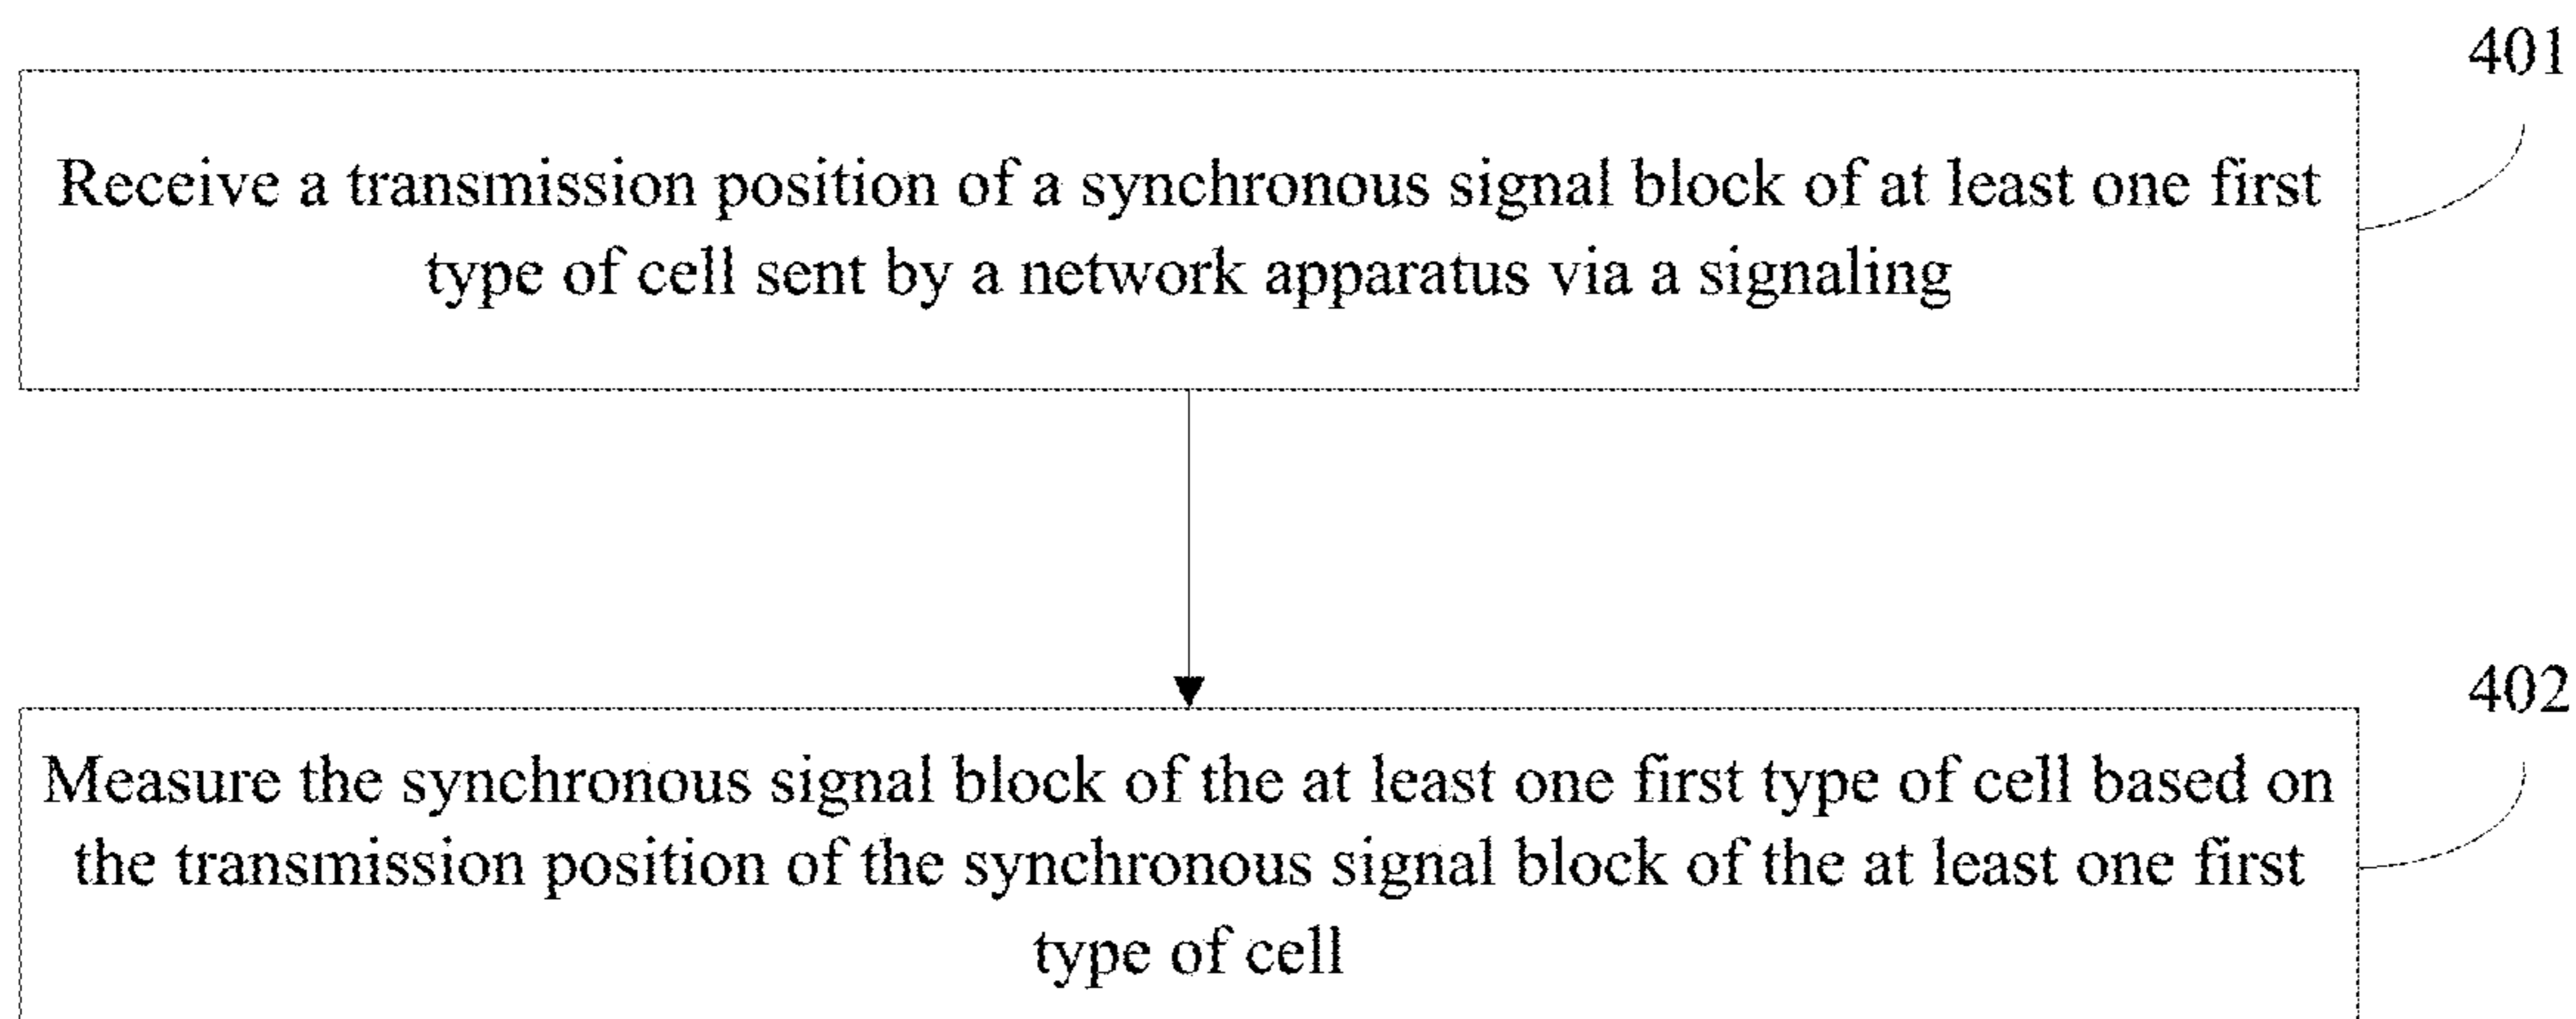 401
Receive a transmission position of a synchronous signal block of at least one first
type of cell sent by a network apparatus via a signaling
402
Measure the synchronous signal block of the at least one first type of cell based on
the transmission position of the synchronous signal block of the at least one first
type of cell